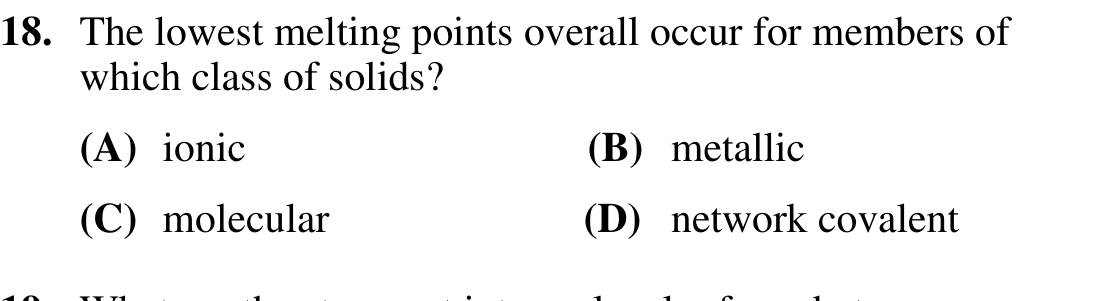 18. The lowest melting points overall occur for members of
which class of solids?
(A) ionic (B) metallic
(C) molecular (D) network covalent